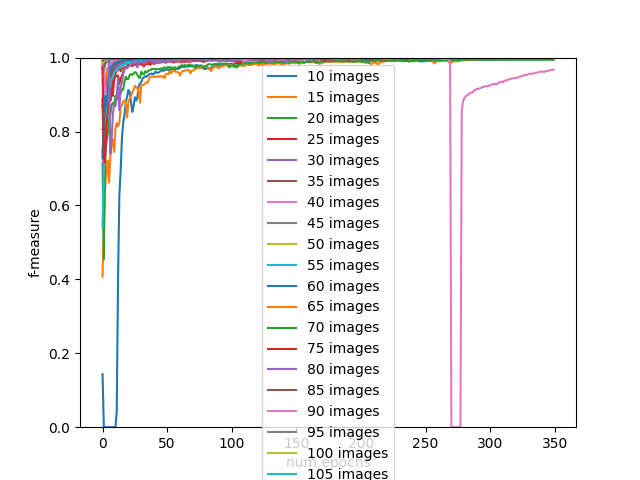 1.0
0.8
0.6
0.4
0.2
0.0
f-measure
0
50
100
150
200
250
300
350
num epochs
10 images
15 images
20 images
25 images
30 images
35 images
40 images
45 images
50 images
55 images
60 images
65 images
70 images
75 images
80 images
85 images
90 images
95 images
100 images
105 images